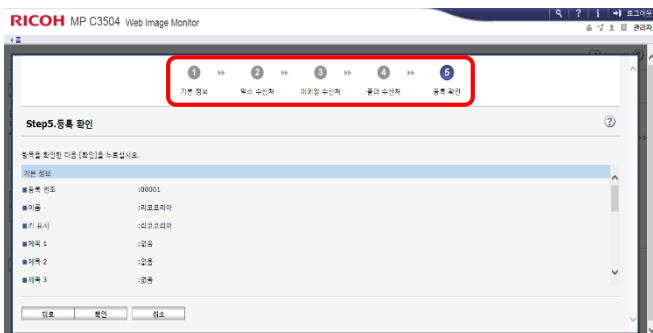 RICOH MP C3504 Web Image Monitor
? i 로그아웃
관리자
홈
1 2 3 4 5
기본 정보 팩스 수신처 이메일 수신처 폴더 수신처 등록 확인
Step5.등록 확인
항목을 확인한 다음 [확인]을 누르십시오.
기본 정보
등록 번호 :00001
이름 :리코코리아
키 표시 :리코코리아
제목 1 :없음
제목 2 :없음
제목 3 :없음
뒤로 확인 취소